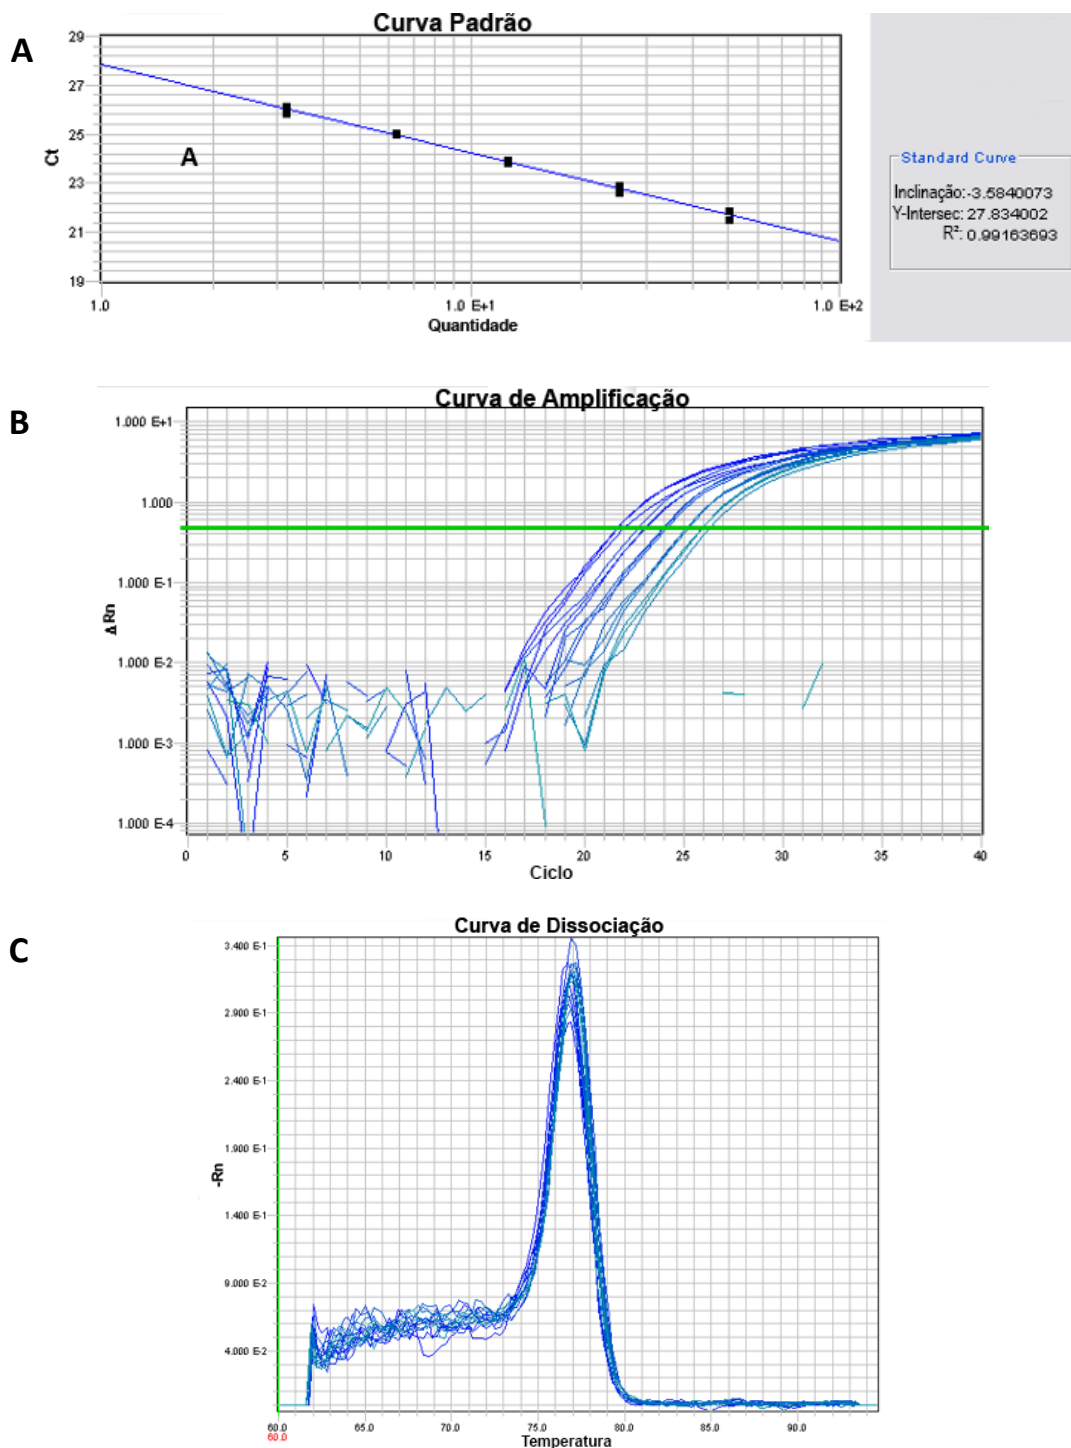 Curva Padrão
A
29
27
25
23
21
19
Ct
A
1.0
1.0 E+1
1.0 E+2
Quantidade
Standard Curve
Inclinação:-3.5840073
Y-Intersec: 27.834002
R²: 0.99163693
Curva de Amplificação
B
1.000 E+1
1.000
1.000 E-1
1.000 E-2
1.000 E-3
1.000 E-4
Δ Rn
0 5 10 15 20 25 30 35 40
Ciclo
Curva de Dissociação
C
3.400 E-1
2.900 E-1
2.400 E-1
1.900 E-1
1.400 E-1
9.000 E-2
4.000 E-2
-Rn
60.0 65.0 70.0 75.0 80.0 85.0 90.0
60.0
Temperatura